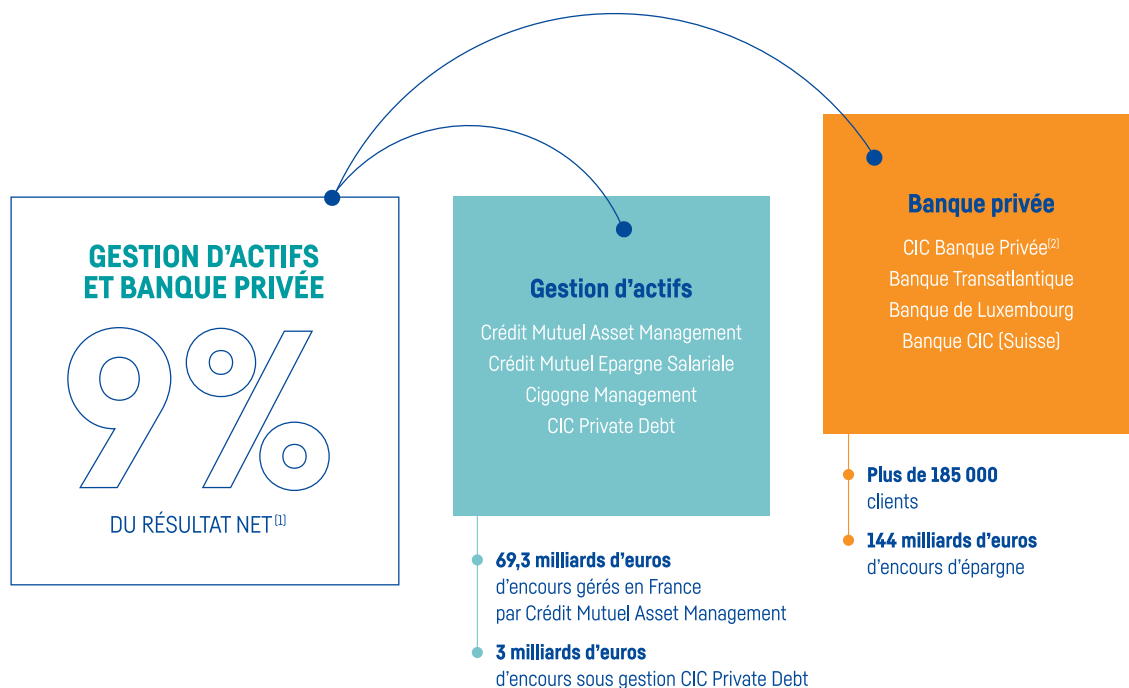 GESTION D'ACTIFS
ET BANQUE PRIVÉE
9%
DU RÉSULTAT NET(1)
Gestion d'actifs
Crédit Mutuel Asset Management
Crédit Mutuel Epargne Salariale
Cigogne Management
CIC Private Debt
69,3 milliards d'euros
d'encours gérés en France
par Crédit Mutuel Asset Management
3 milliards d'euros
d'encours sous gestion CIC Private Debt
Banque privée
CIC Banque Privée(2)
Banque Transatlantique
Banque de Luxembourg
Banque CIC (Suisse)
Plus de 185 000
clients
144 milliards d'euros
d'encours d'épargne